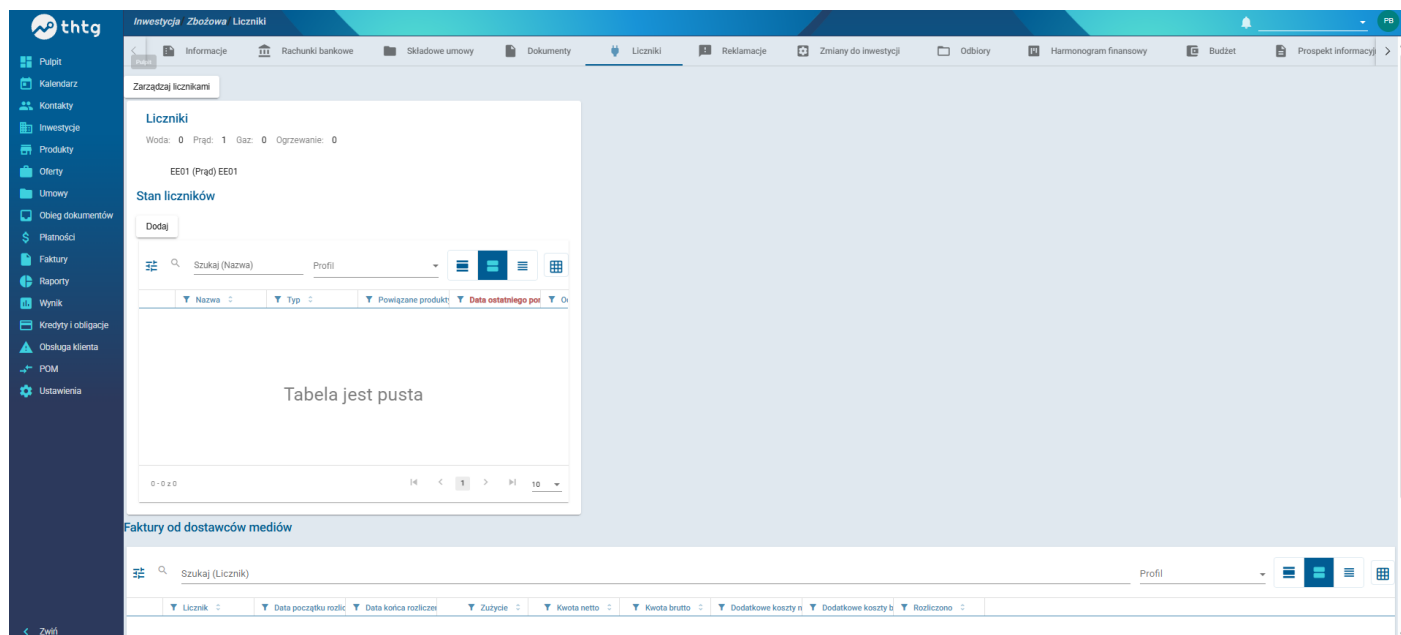 thtg
Inwestycja Zbożowa Liczniki
PB
Informacje Rachunki bankowe Składowe umowy Dokumenty Liczniki Reklamacje Zmiany do inwestycji Odbiory Harmonogram finansowy Budżet Prospekt informacyj
Pulpit
Pulpit
Kalendarz
Kontakty
Inwestycje
Produkty
Oferty
Umowy
Obieg dokumentów
Płatności
Faktury
Raporty
Wynik
Kredyty i obligacje
Obsługa klienta
POM
Ustawienia
Zwiń
Zarządzaj licznikami
Liczniki
Woda: 0 Prąd: 1 Gaz: 0 Ogrzewanie: 0
EE01 (Prąd) EE01
Stan liczników
Dodaj
Szukaj (Nazwa) Profil
Nazwa Typ Powiązane produkt Data ostatniego po
Tabela jest pusta
0 - 0 z 0 1 10
Faktury od dostawców mediów
Szukaj (Licznik) Profil
Licznik Data początku rozlic Data końca rozliczei Zużycie Kwota netto Kwota brutto Dodatkowe koszty n Dodatkowe koszty b Rozliczono